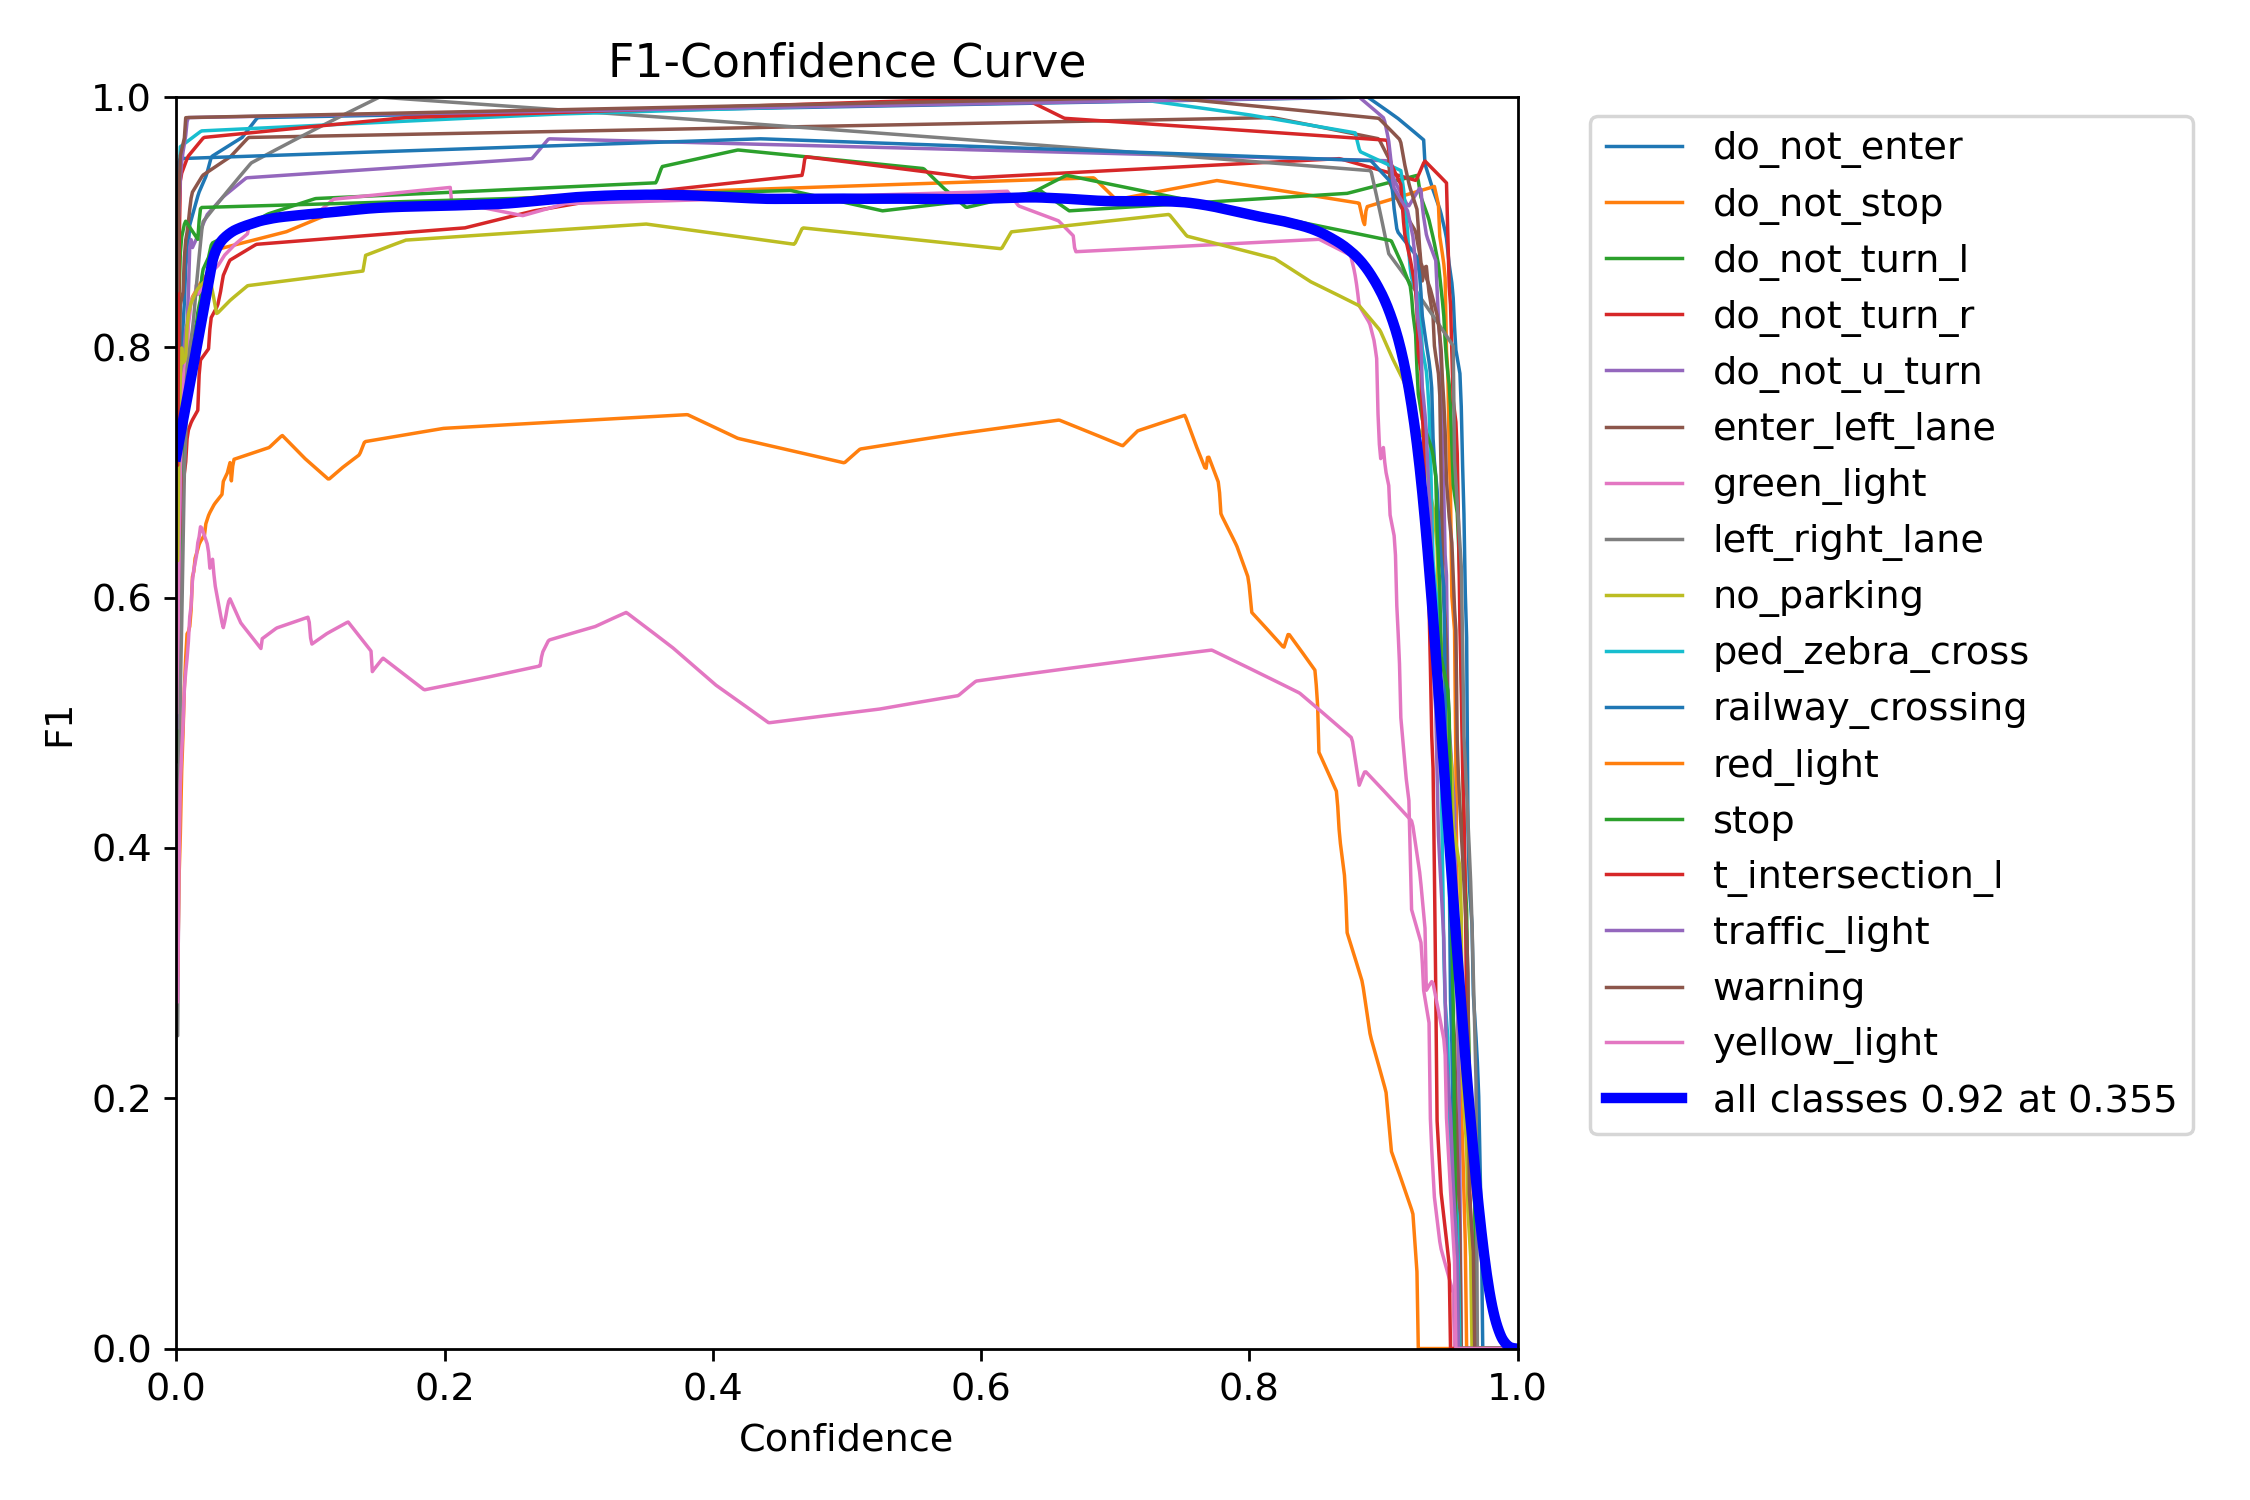 F1-Confidence Curve
1.0
0.8
0.6
0.4
0.2
0.0
F1
0.0 0.2 0.4 0.6 0.8 1.0
Confidence
do_not_enter
do_not_stop
do_not_turn_l
do_not_turn_r
do_not_u_turn
enter_left_lane
green_light
left_right_lane
no_parking
ped_zebra_cross
railway_crossing
red_light
stop
t_intersection_l
traffic_light
warning
yellow_light
all classes 0.92 at 0.355